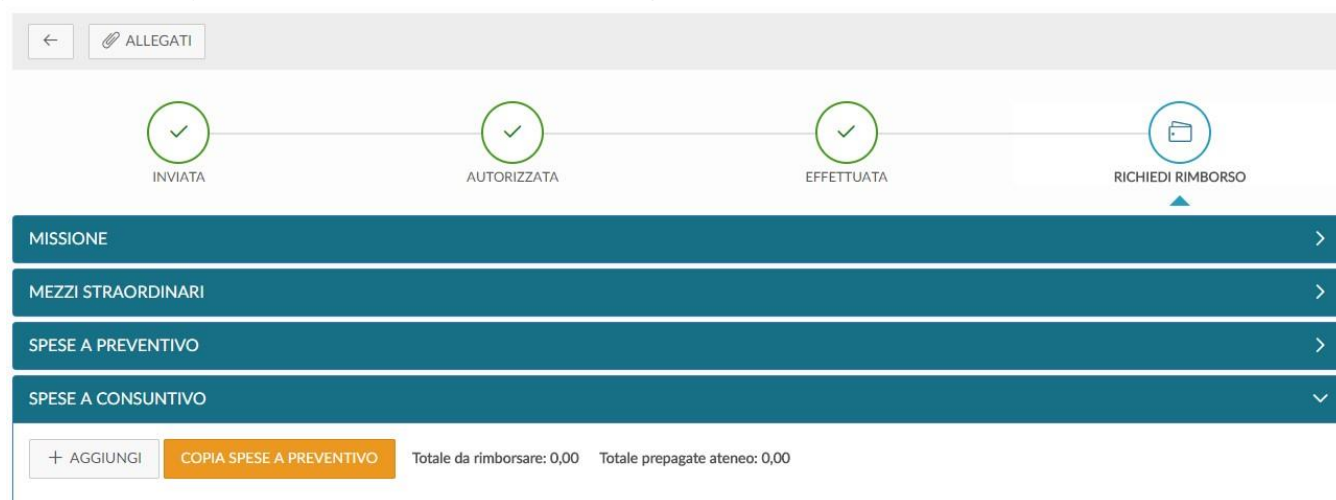 ALLEGATI
INVIATA AUTORIZZATA EFFETTUATA RICHIEDI RIMBORSO
MISSIONE
MEZZI STRAORDINARI
SPESE A PREVENTIVO
SPESE A CONSUNTIVO
+ AGGIUNGI COPIA SPESE A PREVENTIVO Totale da rimborsare: 0,00 Totale prepagate ateneo: 0,00